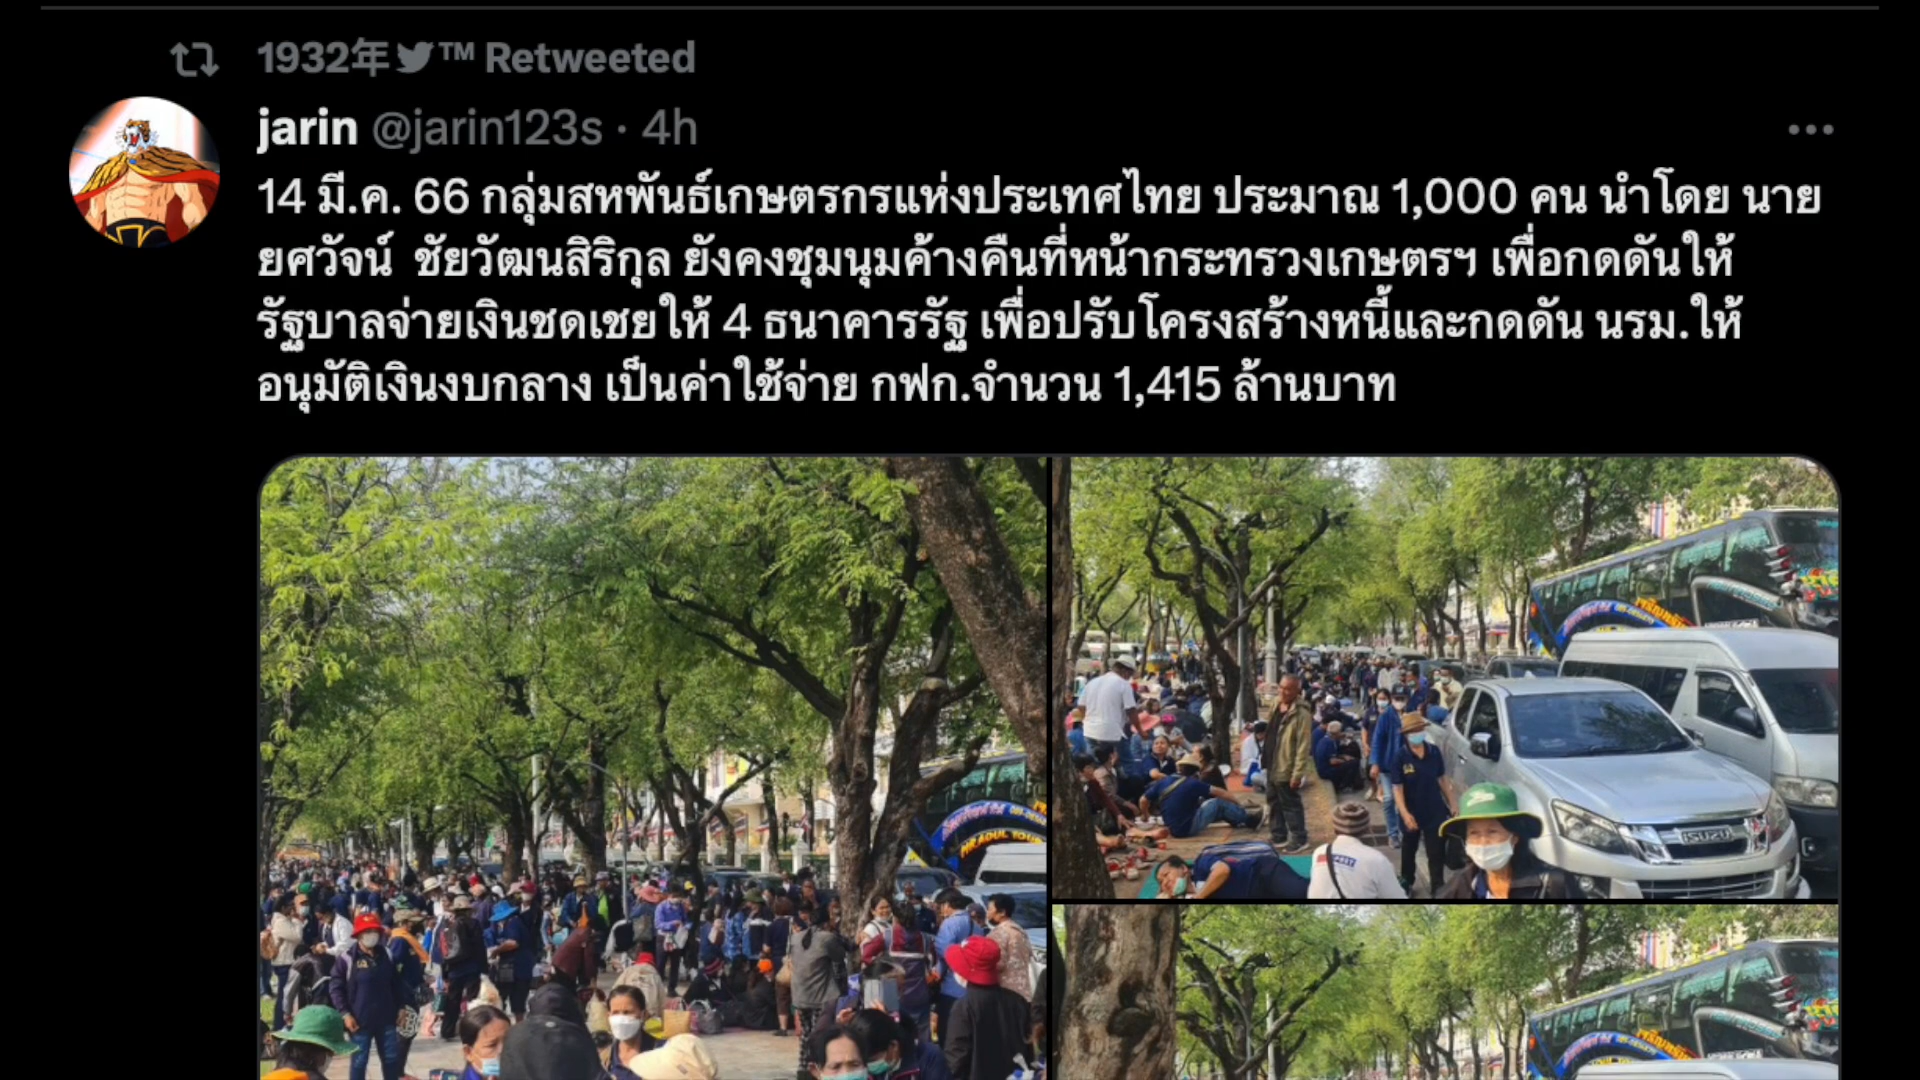 1932年™ Retweeted
jarin @jarin123s · 4h
14 มี.ค. 66 กลุ่มสหพันธ์เกษตรกรแห่งประเทศไทย ประมาณ 1,000 คน นำโดย นาย
ยศวัจน์  ชัยวัฒนสิริกุล ยังคงชุมนุมค้างคืนที่หน้ากระทรวงเกษตรฯ เพื่อกดดันให้
รัฐบาลจ่ายเงินชดเชยให้ 4 ธนาคารรัฐ เพื่อปรับโครงสร้างหนี้และกดดัน นรม.ให้
อนุมัติเงินงบกลาง เป็นค่าใช้จ่าย กฟก.จำนวน 1,415 ล้านบาท
ISUZU